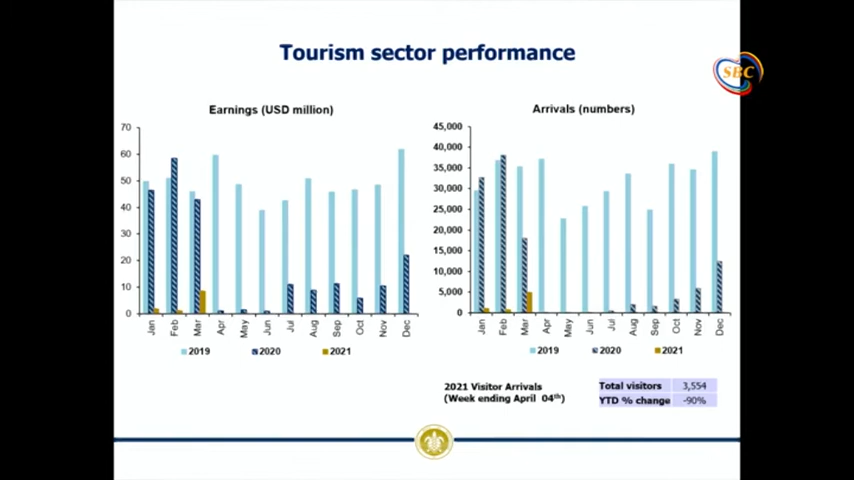 Tourism sector performance
SBC
Earnings (USD million)
70
60
50
40
30
20
10
0
Jan Feb Mar Apr May Jun Jul Aug Sep Oct Nov Dec
2019 2020 2021
Arrivals (numbers)
45,000
40,000
35,000
30,000
25,000
20,000
15,000
10,000
5,000
0
Jan Feb Mar Apr May Jun Jul Aug Sep Oct Nov Dec
2019 2020 2021
2021 Visitor Arrivals
(Week ending April 04th)
Total visitors 3,554
YTD % change -90%